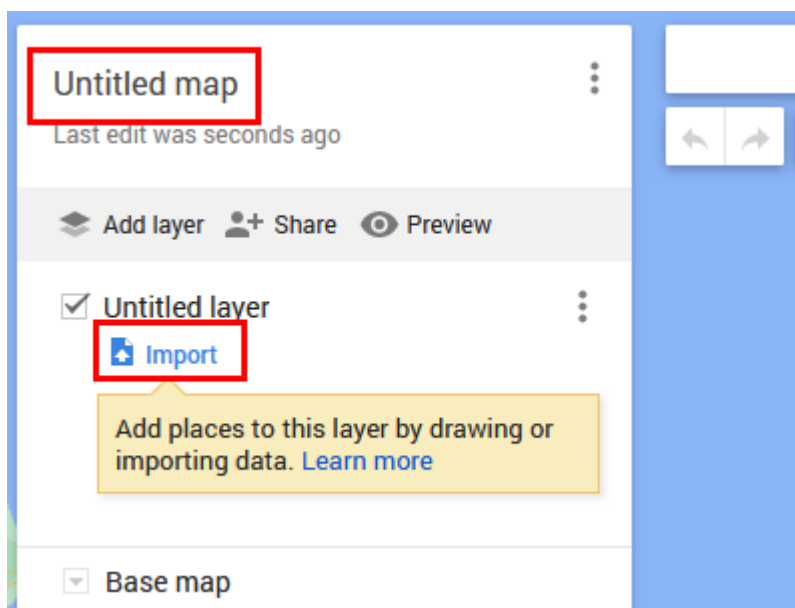 Untitled map
Last edit was seconds ago
Add layer Share Preview
Untitled layer
Import
Add places to this layer by drawing or
importing data. Learn more
Base map